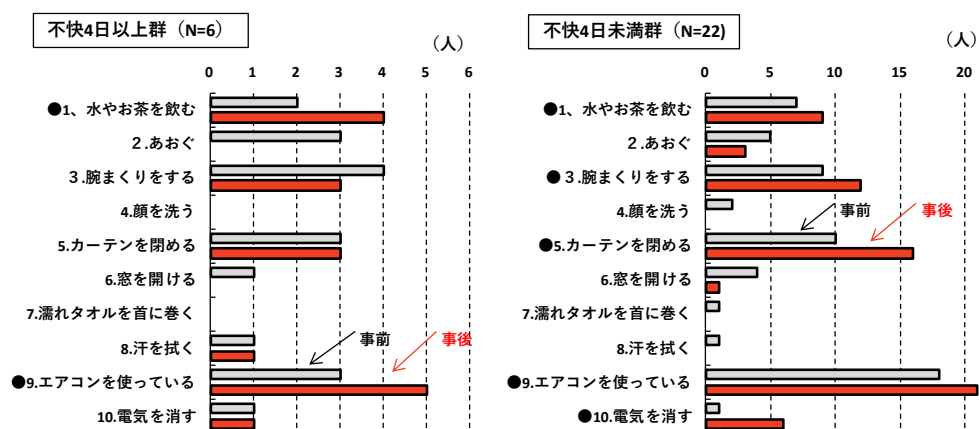 不快4日以上群（N=6）
（人）
0 1 2 3 4 5 6
●1、水やお茶を飲む
２.あおぐ
３.腕まくりをする
4.顔を洗う
5.カーテンを閉める
6.窓を開ける
7.濡れタオルを首に巻く
8.汗を拭く
●9.エアコンを使っている
10.電気を消す
事前
事後
不快4日未満群（N=22)
（人）
0 5 10 15 20
●1、水やお茶を飲む
２.あおぐ
●３.腕まくりをする
4.顔を洗う
●5.カーテンを閉める
6.窓を開ける
7.濡れタオルを首に巻く
8.汗を拭く
●9.エアコンを使っている
●10.電気を消す
事前
事後